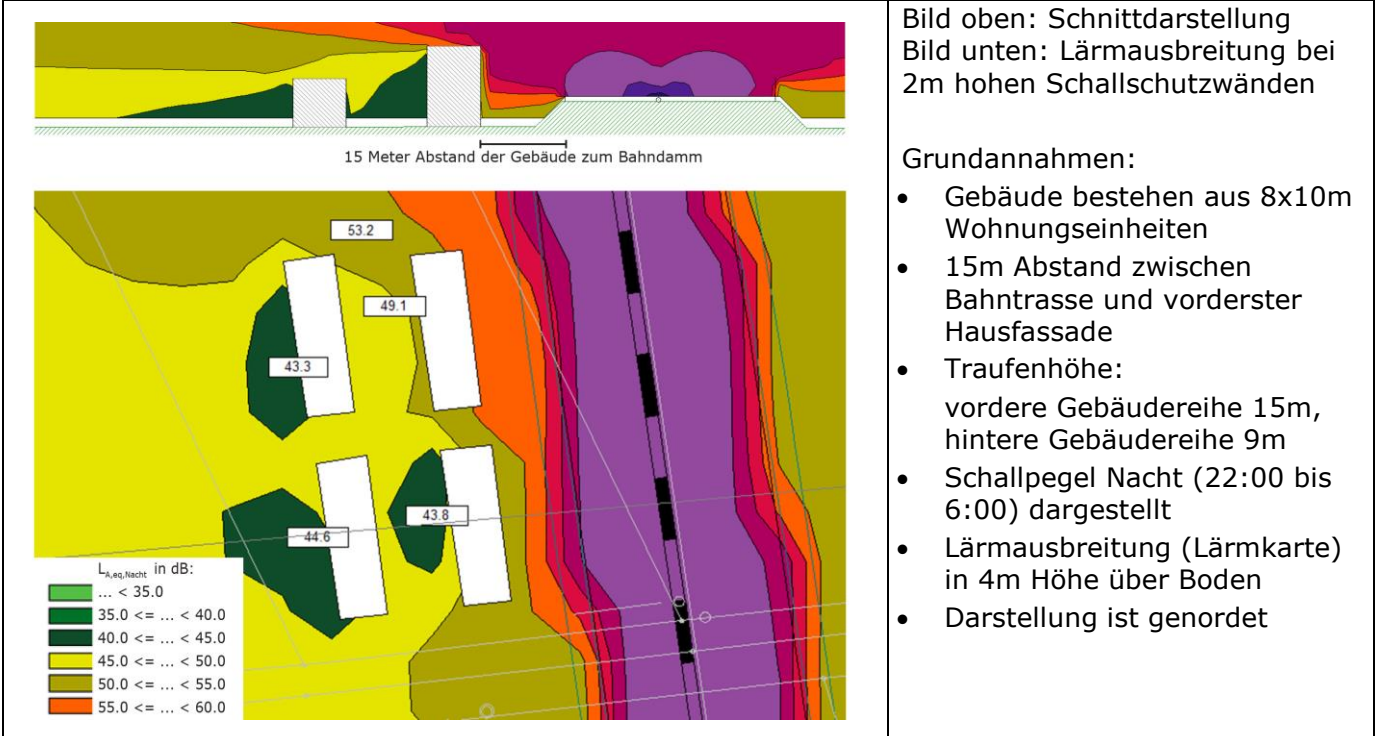 15 Meter Abstand der Gebäude zum Bahndamm
53.2
49.1
43.3
43.8
44.6
L A,eq,Nacht in dB:
... < 35.0
35.0 <= ... < 40.0
40.0 <= ... < 45.0
45.0 <= ... < 50.0
50.0 <= ... < 55.0
55.0 <= ... < 60.0
Bild oben: Schnittdarstellung
Bild unten: Lärmausbreitung bei
2m hohen Schallschutzwänden
Grundannahmen:
• Gebäude bestehen aus 8x10m
Wohnungseinheiten
• 15m Abstand zwischen
Bahntrasse und vorderster
Hausfassade
• Traufenhöhe:
vordere Gebäudereihe 15m,
hintere Gebäudereihe 9m
• Schallpegel Nacht (22:00 bis
6:00) dargestellt
• Lärmausbreitung (Lärmkarte)
in 4m Höhe über Boden
• Darstellung ist genordet